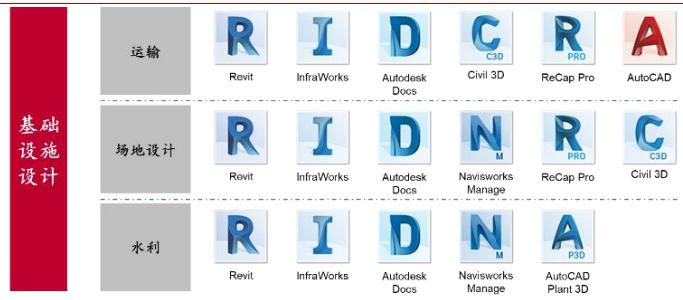 基础
设施
设计
运输
R
I
D
C
C3D
R
PRO
A
Revit
InfraWorks
Autodesk
Docs
Civil 3D
ReCap Pro
AutoCAD
场地设计
R
I
D
N
M
R
PRO
C
C3D
Revit
InfraWorks
Autodesk
Docs
Navisworks
Manage
ReCap Pro
Civil 3D
水利
R
I
D
N
M
A
P3D
Revit
InfraWorks
Autodesk
Docs
Navisworks
Manage
AutoCAD
Plant 3D